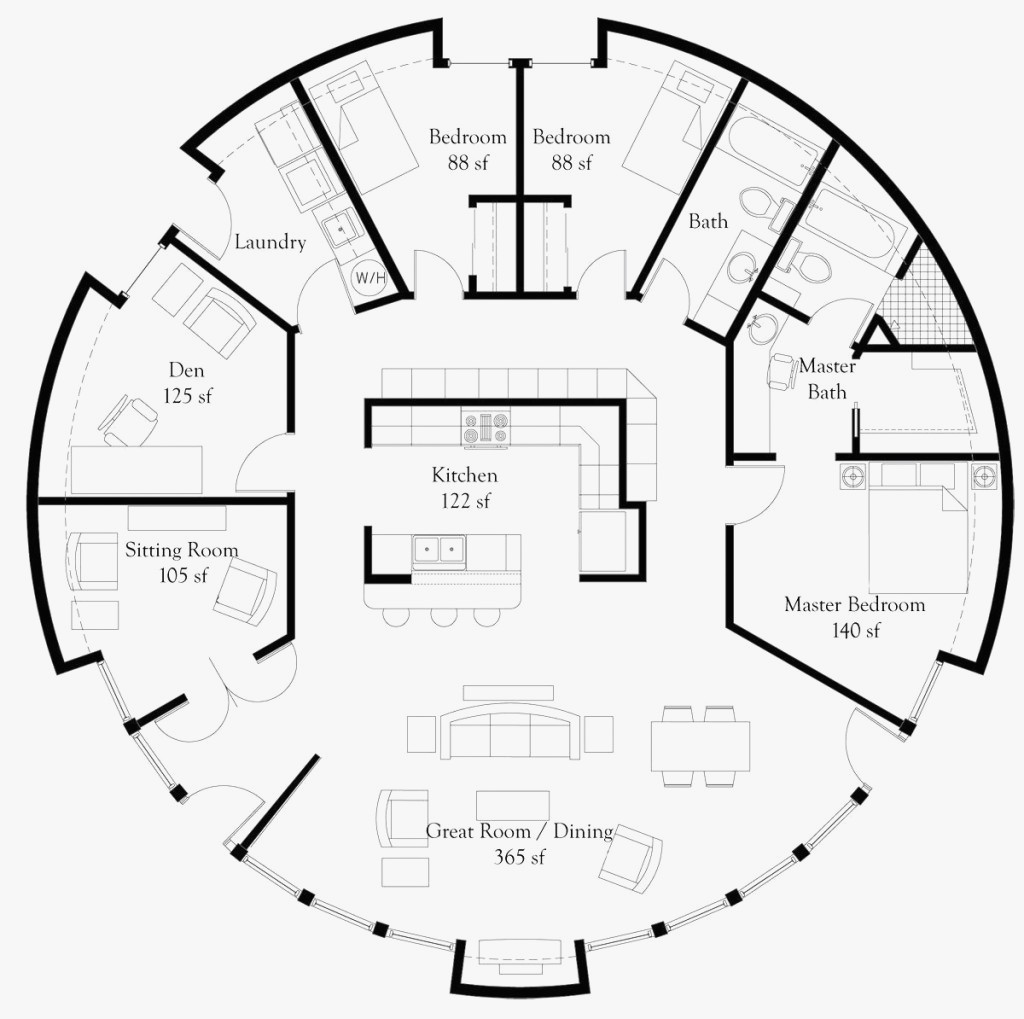 Bedroom
88 sf
Bedroom
88 sf
Bath
Laundry
W/H
Den
125 sf
Master
Bath
Kitchen
122 sf
Sitting Room
105 sf
Master Bedroom
140 sf
Great Room / Dining
365 sf